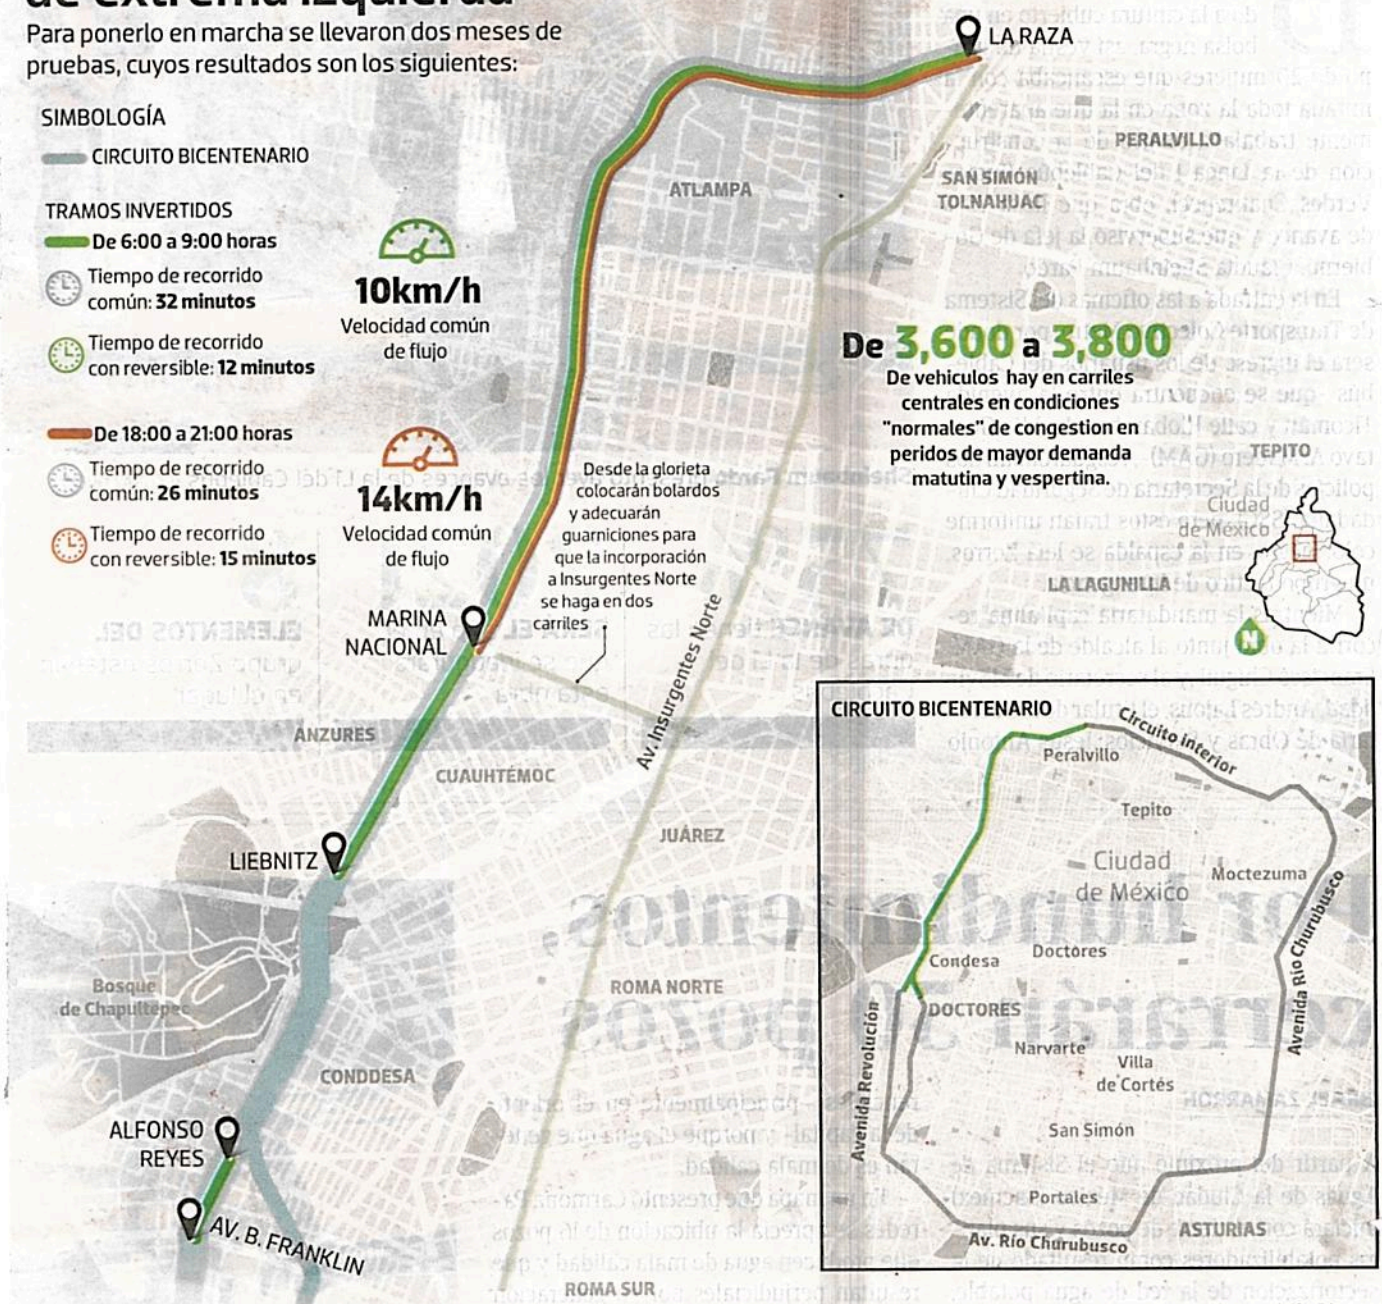 de extrema izquierda
Para ponerlo en marcha se llevaron dos meses de
pruebas, cuyos resultados son los siguientes:
SIMBOLOGÍA
CIRCUITO BICENTENARIO
TRAMOS INVERTIDOS
De 6:00 a 9:00 horas
Tiempo de recorrido
común: 32 minutos
Tiempo de recorrido
con reversible: 12 minutos
10km/h
Velocidad común
de flujo
De 18:00 a 21:00 horas
Tiempo de recorrido
común: 26 minutos
Tiempo de recorrido
con reversible: 15 minutos
14km/h
Velocidad común
de flujo
LA RAZA
PERALVILLO
ATLAMPA
SAN SIMÓN
TOLNAHUAC
De 3,600 a 3,800
De vehiculos hay en carriles
centrales en condiciones
"normales" de congestion en
peridos de mayor demanda
matutina y vespertina.
TEPITO
Ciudad
de México
LA LAGUNILLA
N
Desde la glorieta
colocarán bolardos
y adecuarán
guarniciones para
que la incorporación
a Insurgentes Norte
se haga en dos
carriles
MARINA
NACIONAL
Av. Insurgentes Norte
ANZURES
CUAUHTÉMOC
JUÁREZ
LIEBNITZ
Bosque
de Chapultepec
ROMA NORTE
CONDDESA
ALFONSO
REYES
AV. B. FRANKLIN
ROMA SUR
CIRCUITO BICENTENARIO
Circuito interior
Peralvillo
Tepito
Ciudad
de México
Moctezuma
Avenida Río Churubusco
Doctores
Condesa
DOCTORES
Avenida Revolución
Narvarte
Villa
de Cortés
San Simón
Portales
ASTURIAS
Av. Río Churubusco